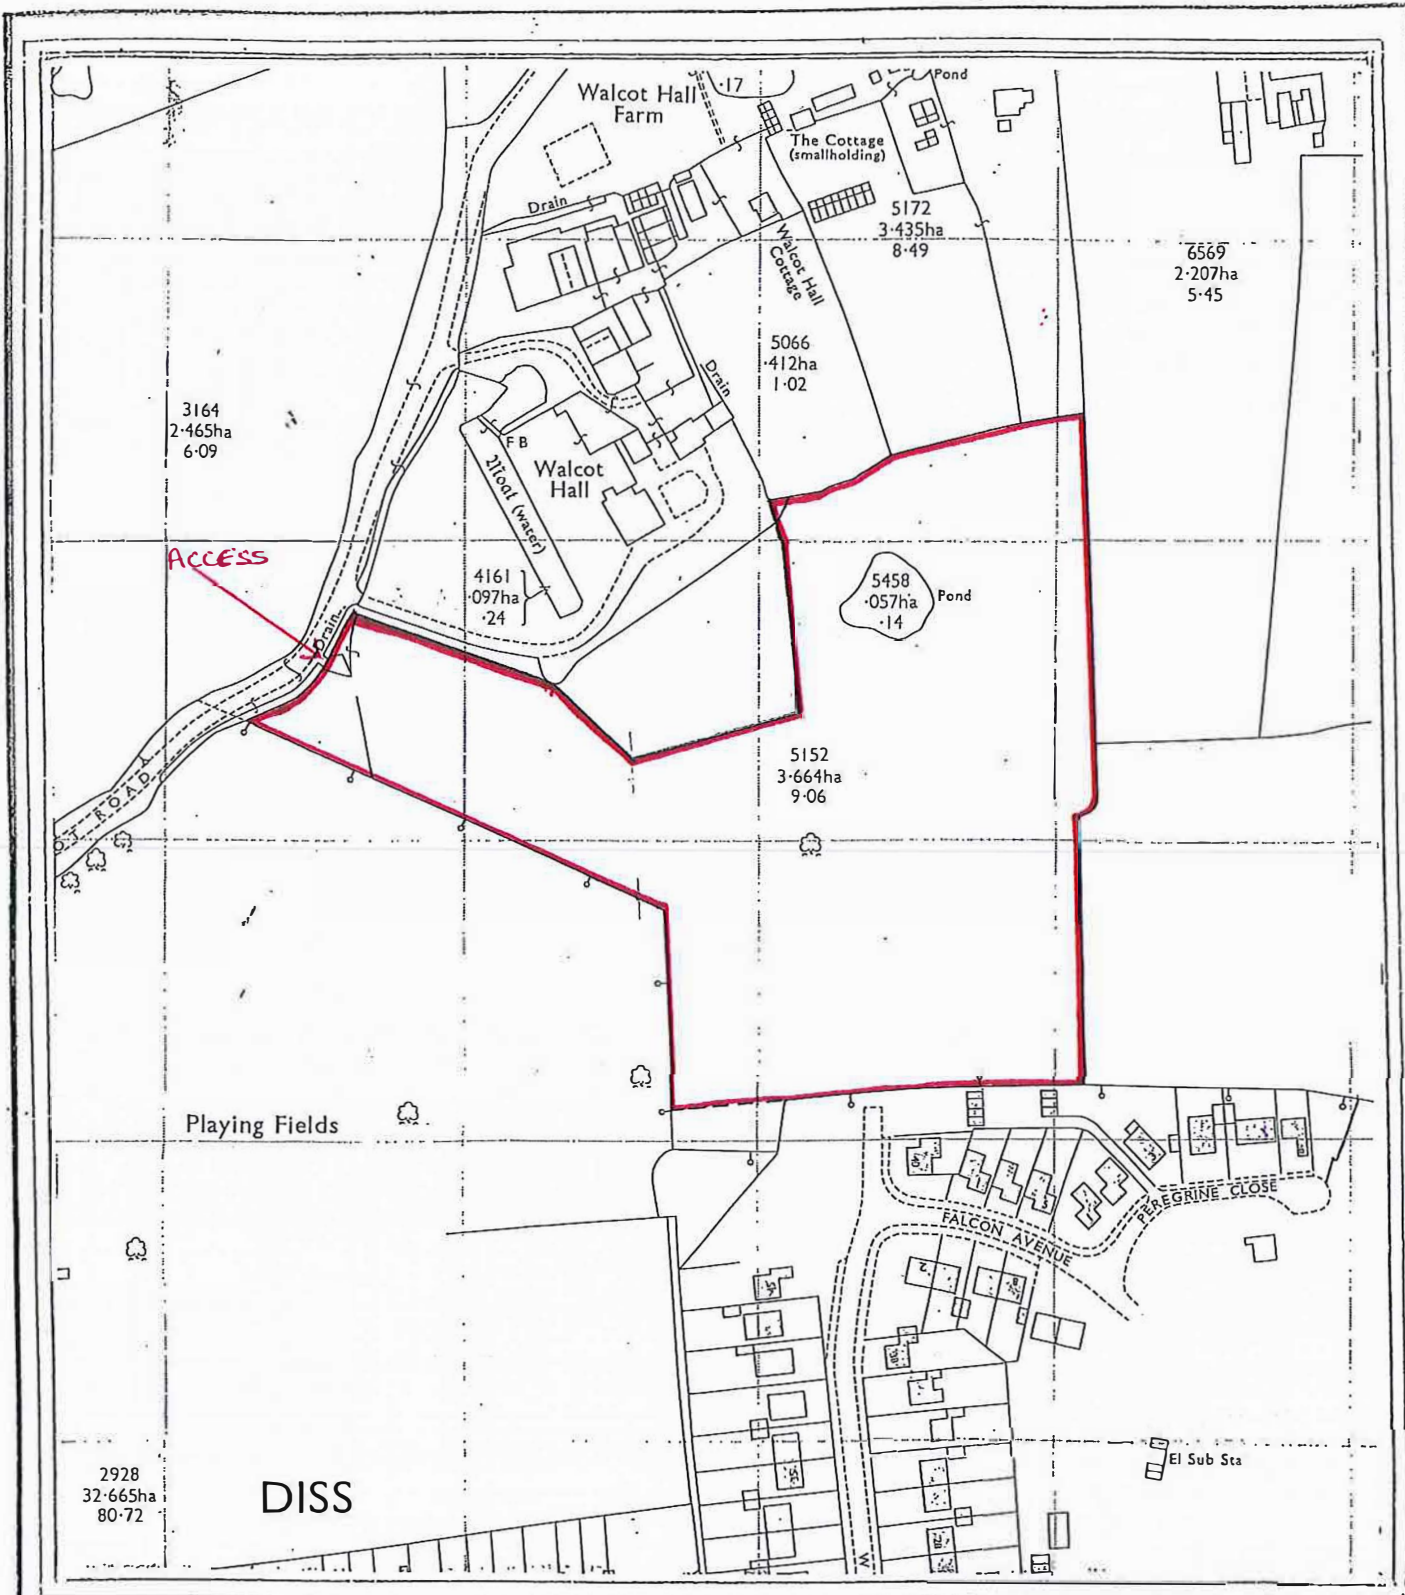 Walcot Hall
Farm
·17
Pond
The Cottage
(smallholding)
Drain
5172
3·435ha
8·49
Walcot Hall
Cottage
6569
2·207ha
5·45
5066
·412ha
1·02
Drain
3164
2·465ha
6·09
F B
Moat (water)
Walcot
Hall
ACCESS
4161
·097ha
·24
5458
·057ha
·14
Pond
Drain
5152
3·664ha
9·06
ROAD
Playing Fields
PEREGRINE CLOSE
FALCON AVENUE
2
El Sub Sta
2928
32·665ha
80·72
DISS
W